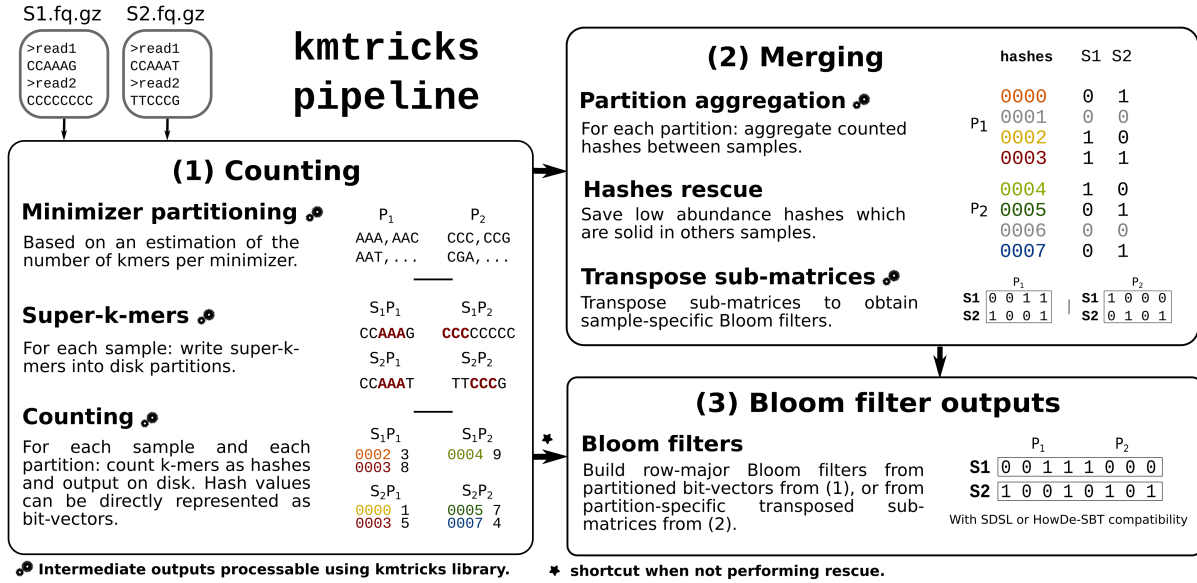 S1.fq.gz S2.fq.gz
>read1
CCAAAG
>read2
CCCCCCCC
>read1
CCAAAT
>read2
TTCCCG
kmtricks
pipeline
(1) Counting
Minimizer partitioning
Based on an estimation of the
number of kmers per minimizer.
P1 P2
AAA,AAC CCC,CCG
AAT,... CGA,...
Super-k-mers
For each sample: write super-k-
mers into disk partitions.
S1P1 S1P2
CCAAAG CCCCCCCC
S2P1 S2P2
CCAAAT TTCCCG
Counting
For each sample and each
partition: count k-mers as hashes
and output on disk. Hash values
can be directly represented as
bit-vectors.
S1P1 S1P2
0002 3 0004 9
0003 8
S2P1 S2P2
0000 1 0005 7
0003 5 0007 4
(2) Merging
Partition aggregation
For each partition: aggregate counted
hashes between samples.
Hashes rescue
Save low abundance hashes which
are solid in others samples.
Transpose sub-matrices
Transpose sub-matrices to obtain
sample-specific Bloom filters.
hashes S1 S2
P1
0000 0 1
0001 0 0
0002 1 0
0003 1 1
P2
0004 1 0
0005 0 1
0006 0 0
0007 0 1
P1 P2
S1 0 0 1 1 | S1 1 0 0 0
S2 1 0 0 1 S2 0 1 0 1
(3) Bloom filter outputs
Bloom filters
Build row-major Bloom filters from
partitioned bit-vectors from (1), or from
partition-specific transposed sub-
matrices from (2).
P1 P2
S1 0 0 1 1 1 0 0 0
S2 1 0 0 1 0 1 0 1
With SDSL or HowDe-SBT compatibility
Intermediate outputs processable using kmtricks library.
shortcut when not performing rescue.